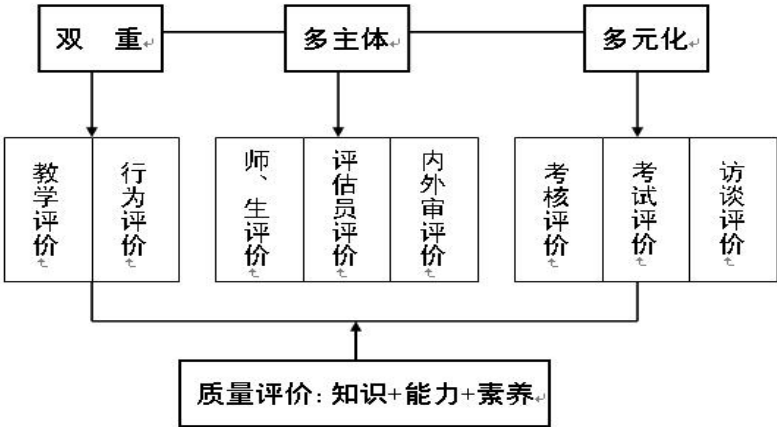 双 重
多主体
多元化
教学评价
行为评价
师、生评价
评估员评价
内外审评价
考核评价
考试评价
访谈评价
质量评价：知识+能力+素养